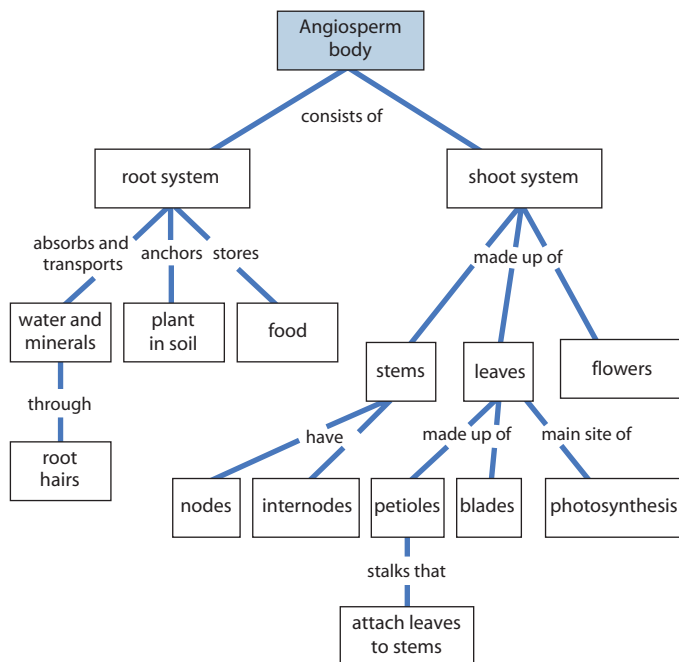 Angiosperm
body
consists of
root system
shoot system
absorbs and
transports
anchors
stores
made up of
water and
minerals
plant
in soil
food
stems
leaves
flowers
through
have
made up of
main site of
root
hairs
nodes
internodes
petioles
blades
photosynthesis
stalks that
attach leaves
to stems